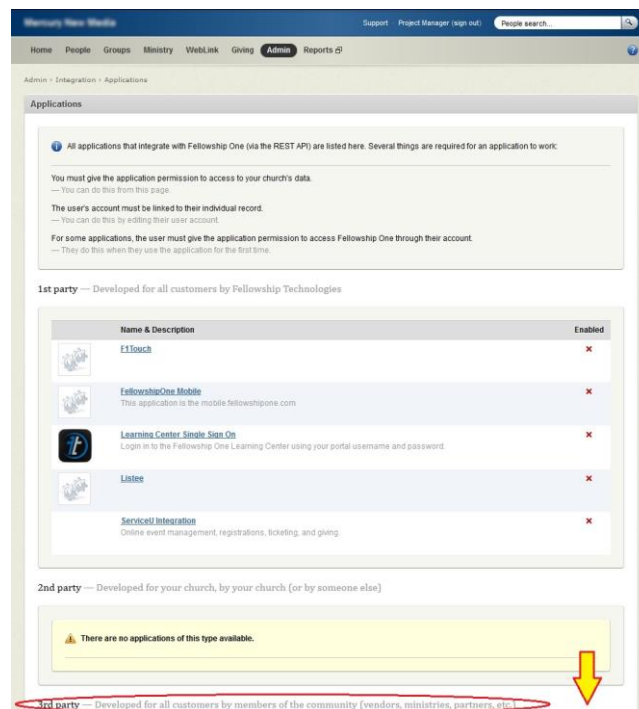 Support · Project Manager (sign out) People search...
Home People Groups Ministry WebLink Giving Admin Reports
Admin › Integration › Applications
Applications
All applications that integrate with Fellowship One (via the REST API) are listed here. Several things are required for an application to work:
You must give the application permission to access to your church's data.
— You can do this from this page.
The user's account must be linked to their individual record.
— You can do this by editing their user account.
For some applications, the user must give the application permission to access Fellowship One through their account.
— They do this when they use the application for the first time.
1st party — Developed for all customers by Fellowship Technologies
Name & Description Enabled
F1Touch
FellowshipOne Mobile
This application is the mobile.fellowshipone.com
Learning Center Single Sign On
Login in to the Fellowship One Learning Center using your portal username and password.
Listee
ServiceU Integration
Online event management, registrations, ticketing, and giving.
2nd party — Developed for your church, by your church (or by someone else)
There are no applications of this type available.
3rd party — Developed for all customers by members of the community (vendors, ministries, partners, etc.)